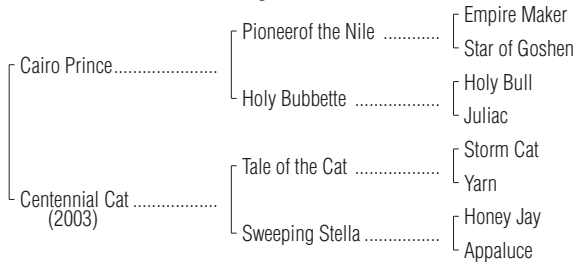 Empire Maker
Pioneerof the Nile ............
Star of Goshen
Cairo Prince.....................
Holy Bull
Holy Bubbette ..................
Juliac
Storm Cat
Tale of the Cat ..................
Yarn
Centennial Cat .................
(2003)
Honey Jay
Sweeping Stella ................
Appaluce